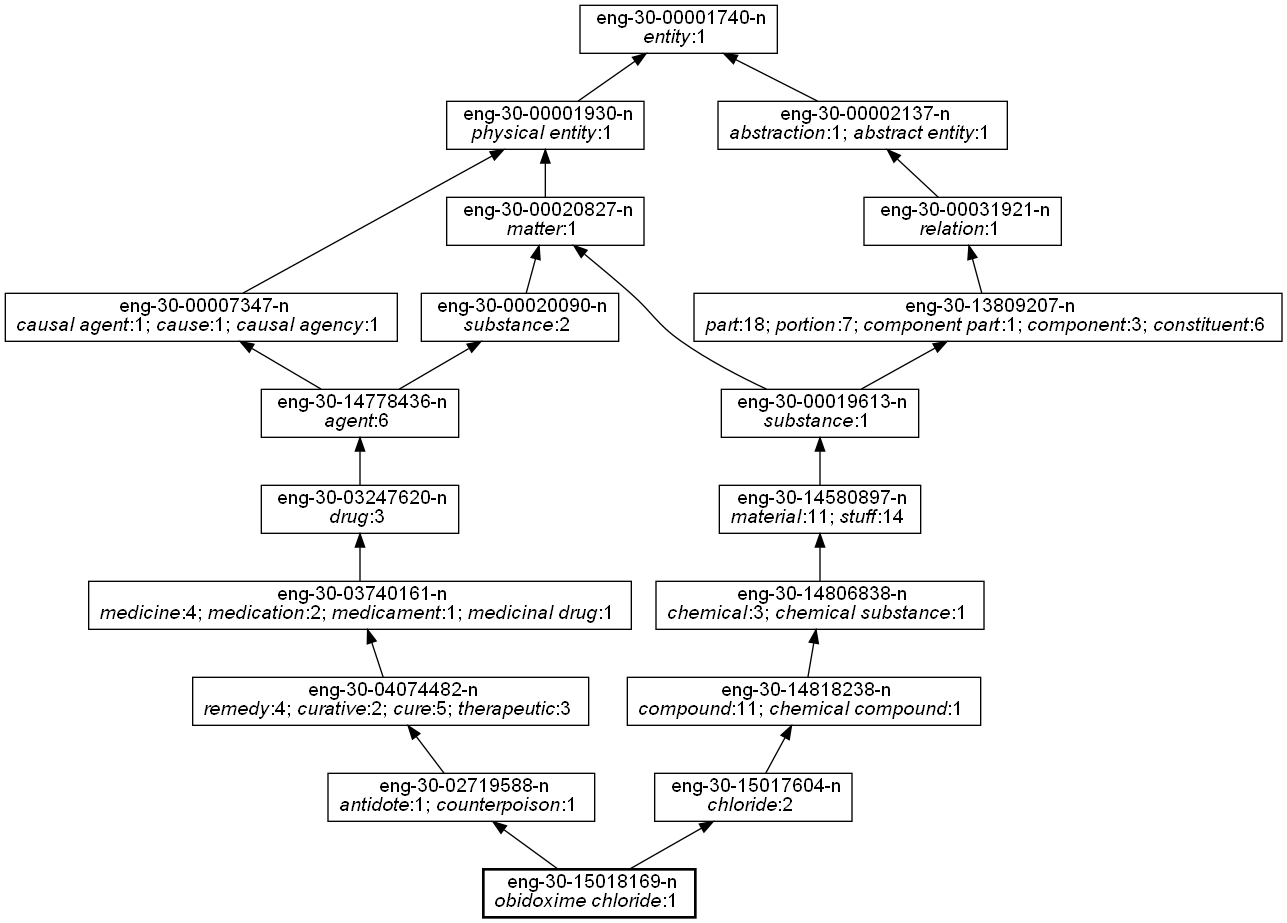 eng-30-00001740-n
entity:1
eng-30-00001930-n
physical entity:1
eng-30-00002137-n
abstraction:1; abstract entity:1
eng-30-00020827-n
matter:1
eng-30-00031921-n
relation:1
eng-30-00007347-n
causal agent:1; cause:1; causal agency:1
eng-30-00020090-n
substance:2
eng-30-13809207-n
part:18; portion:7; component part:1; component:3; constituent:6
eng-30-14778436-n
agent:6
eng-30-00019613-n
substance:1
eng-30-03247620-n
drug:3
eng-30-14580897-n
material:11; stuff:14
eng-30-03740161-n
medicine:4; medication:2; medicament:1; medicinal drug:1
eng-30-14806838-n
chemical:3; chemical substance:1
eng-30-04074482-n
remedy:4; curative:2; cure:5; therapeutic:3
eng-30-14818238-n
compound:11; chemical compound:1
eng-30-02719588-n
antidote:1; counterpoison:1
eng-30-15017604-n
chloride:2
eng-30-15018169-n
obidoxime chloride:1